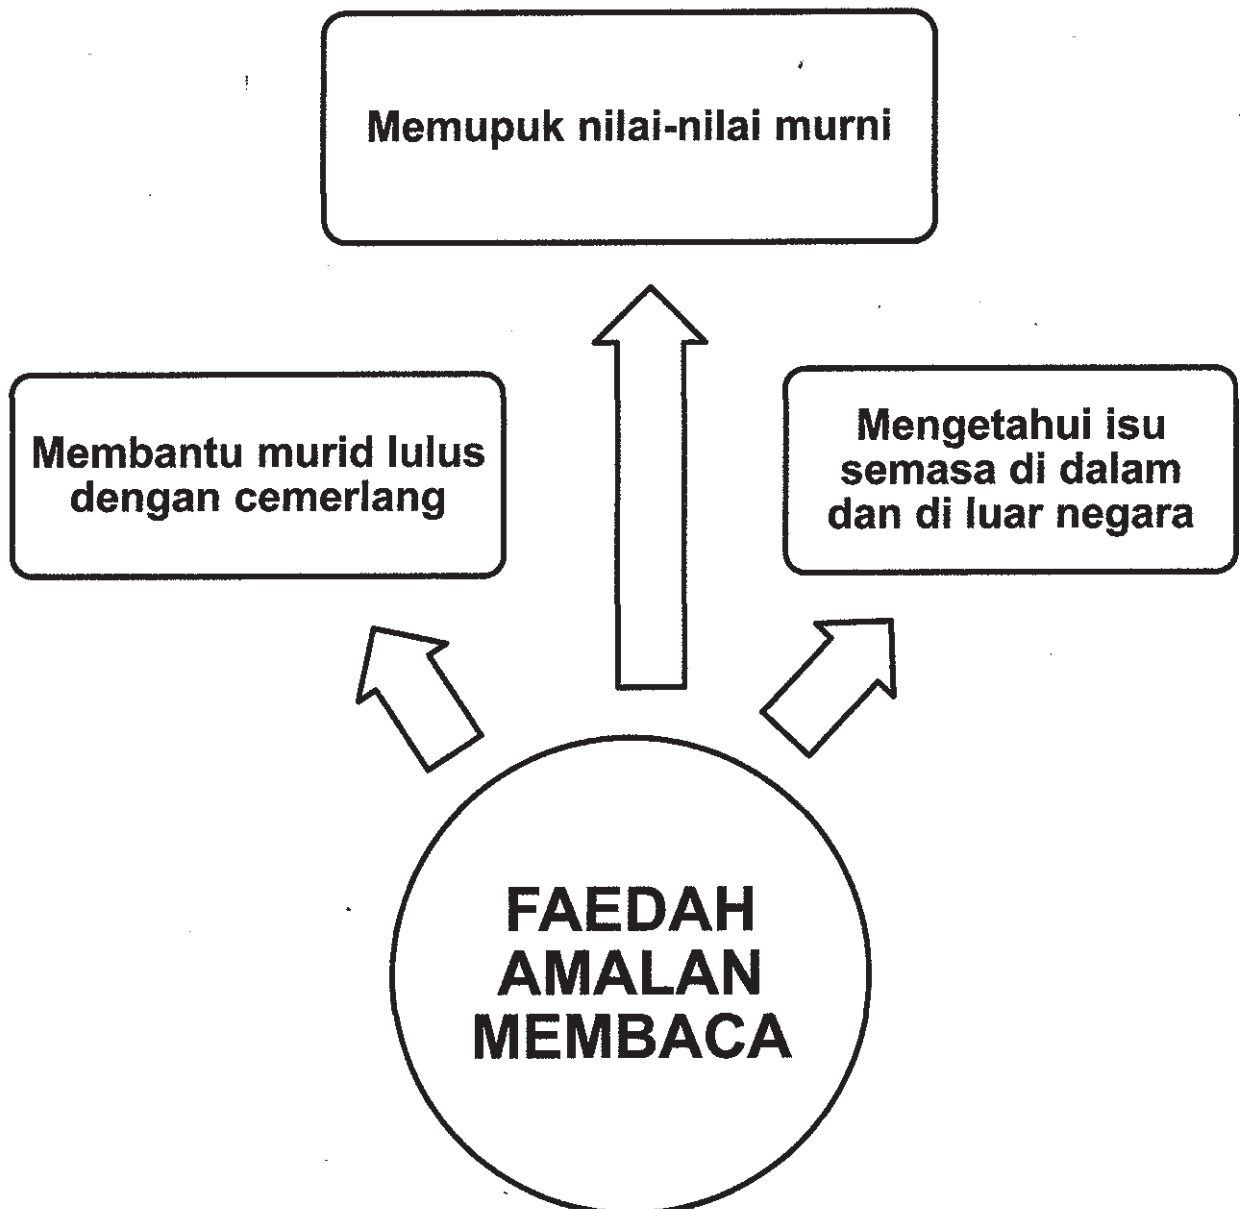 Memupuk nilai-nilai murni
Membantu murid lulus
dengan cemerlang
Mengetahui isu
semasa di dalam
dan di luar negara
FAEDAH
AMALAN
MEMBACA